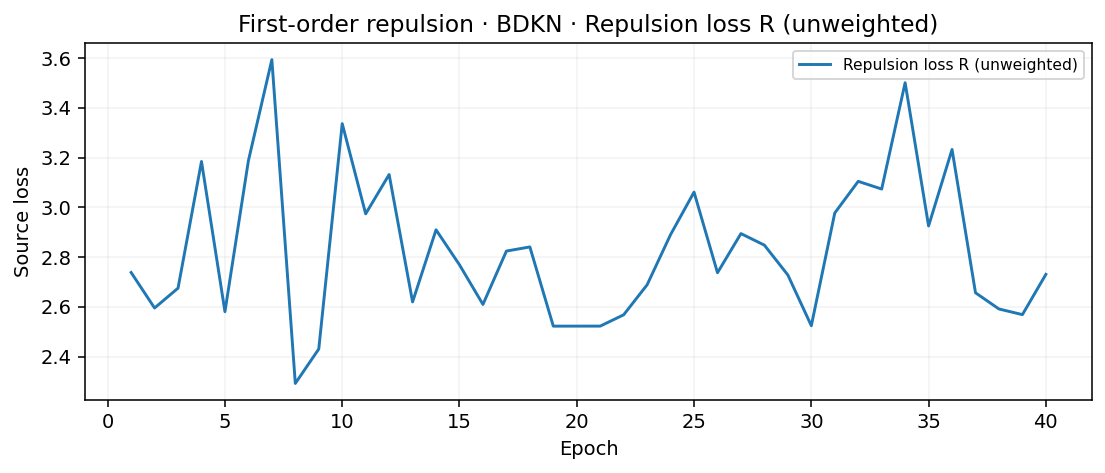 First-order repulsion · BDKN · Repulsion loss R (unweighted)
Repulsion loss R (unweighted)
Source loss
3.6
3.4
3.2
3.0
2.8
2.6
2.4
0 5 10 15 20 25 30 35 40
Epoch